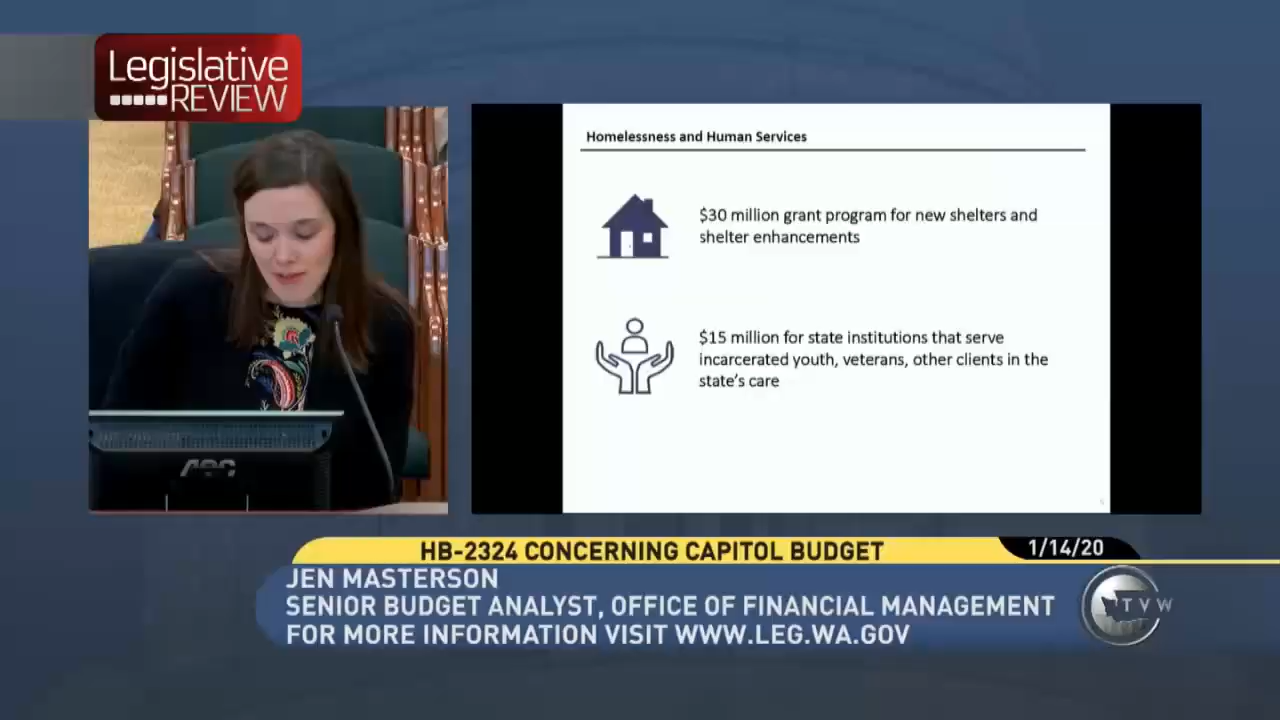 Legislative
REVIEW
Homelessness and Human Services
$30 million grant program for new shelters and
shelter enhancements
$15 million for state institutions that serve
incarcerated youth, veterans, other clients in the
state's care
AOC
HB-2324 CONCERNING CAPITOL BUDGET
1/14/20
JEN MASTERSON
SENIOR BUDGET ANALYST, OFFICE OF FINANCIAL MANAGEMENT
FOR MORE INFORMATION VISIT WWW.LEG.WA.GOV
TVW